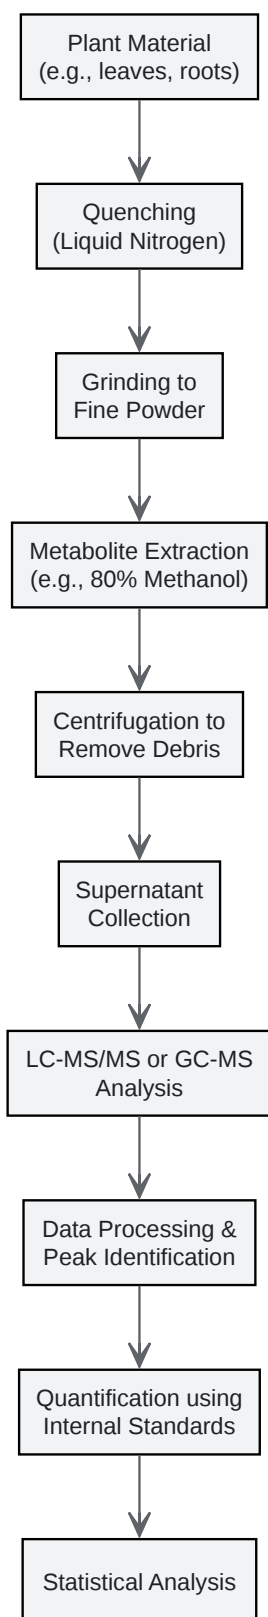 Plant Material
(e.g., leaves, roots)
Quenching
(Liquid Nitrogen)
Grinding to
Fine Powder
Metabolite Extraction
(e.g., 80% Methanol)
Centrifugation to
Remove Debris
Supernatant
Collection
LC-MS/MS or GC-MS
Analysis
Data Processing &
Peak Identification
Quantification using
Internal Standards
Statistical Analysis